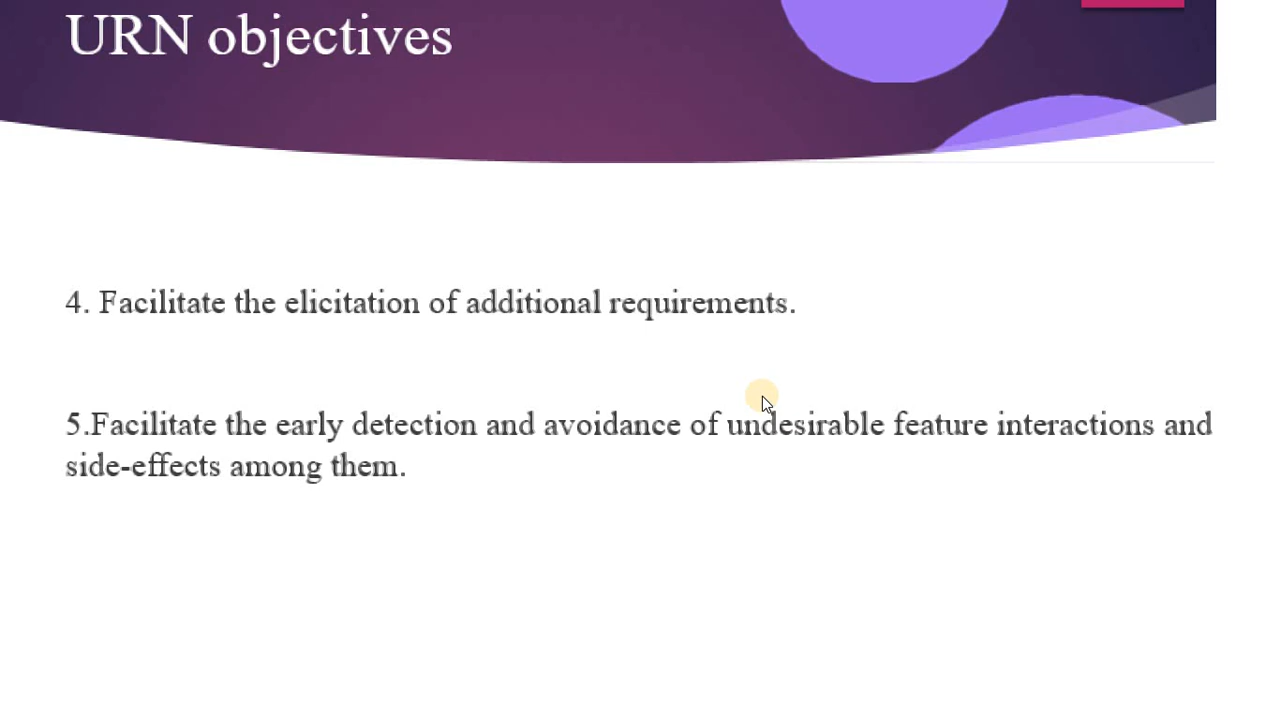 URN objectives
4. Facilitate the elicitation of additional requirements.
5.Facilitate the early detection and avoidance of undesirable feature interactions and
side-effects among them.